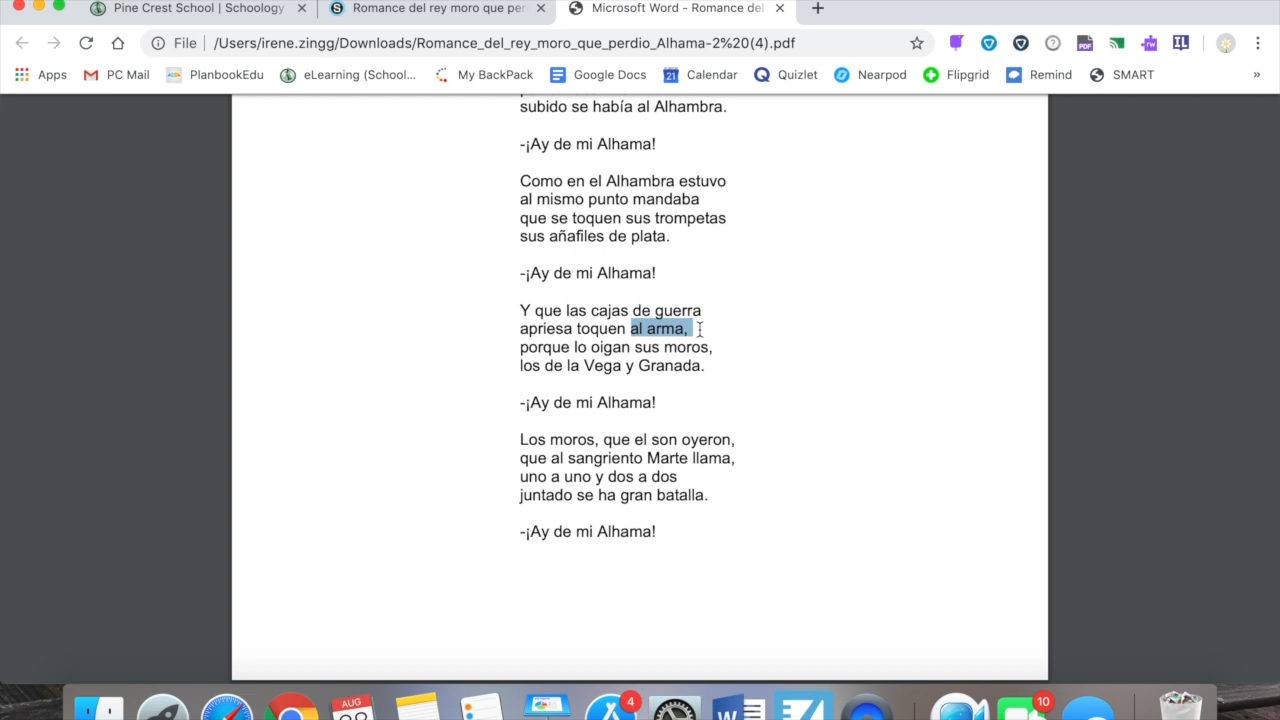 Pine Crest School | Schoology
Romance del rey moro que per
Microsoft Word - Romance del
File
/Users/irene.zingg/Downloads/Romance_del_rey_moro_que_perdio_Alhama-2%20(4).pdf
Apps
PC Mail
PlanbookEdu
eLearning (School...
My BackPack
Google Docs
Calendar
Quizlet
Nearpod
Flipgrid
Remind
SMART
»
subido se había al Alhambra.
-¡Ay de mi Alhama!
Como en el Alhambra estuvo
al mismo punto mandaba
que se toquen sus trompetas
sus añafiles de plata.
-¡Ay de mi Alhama!
Y que las cajas de guerra
apriesa toquen al arma,
porque lo oigan sus moros,
los de la Vega y Granada.
-¡Ay de mi Alhama!
Los moros, que el son oyeron,
que al sangriento Marte llama,
uno a uno y dos a dos
juntado se ha gran batalla.
-¡Ay de mi Alhama!
AUG
4
10